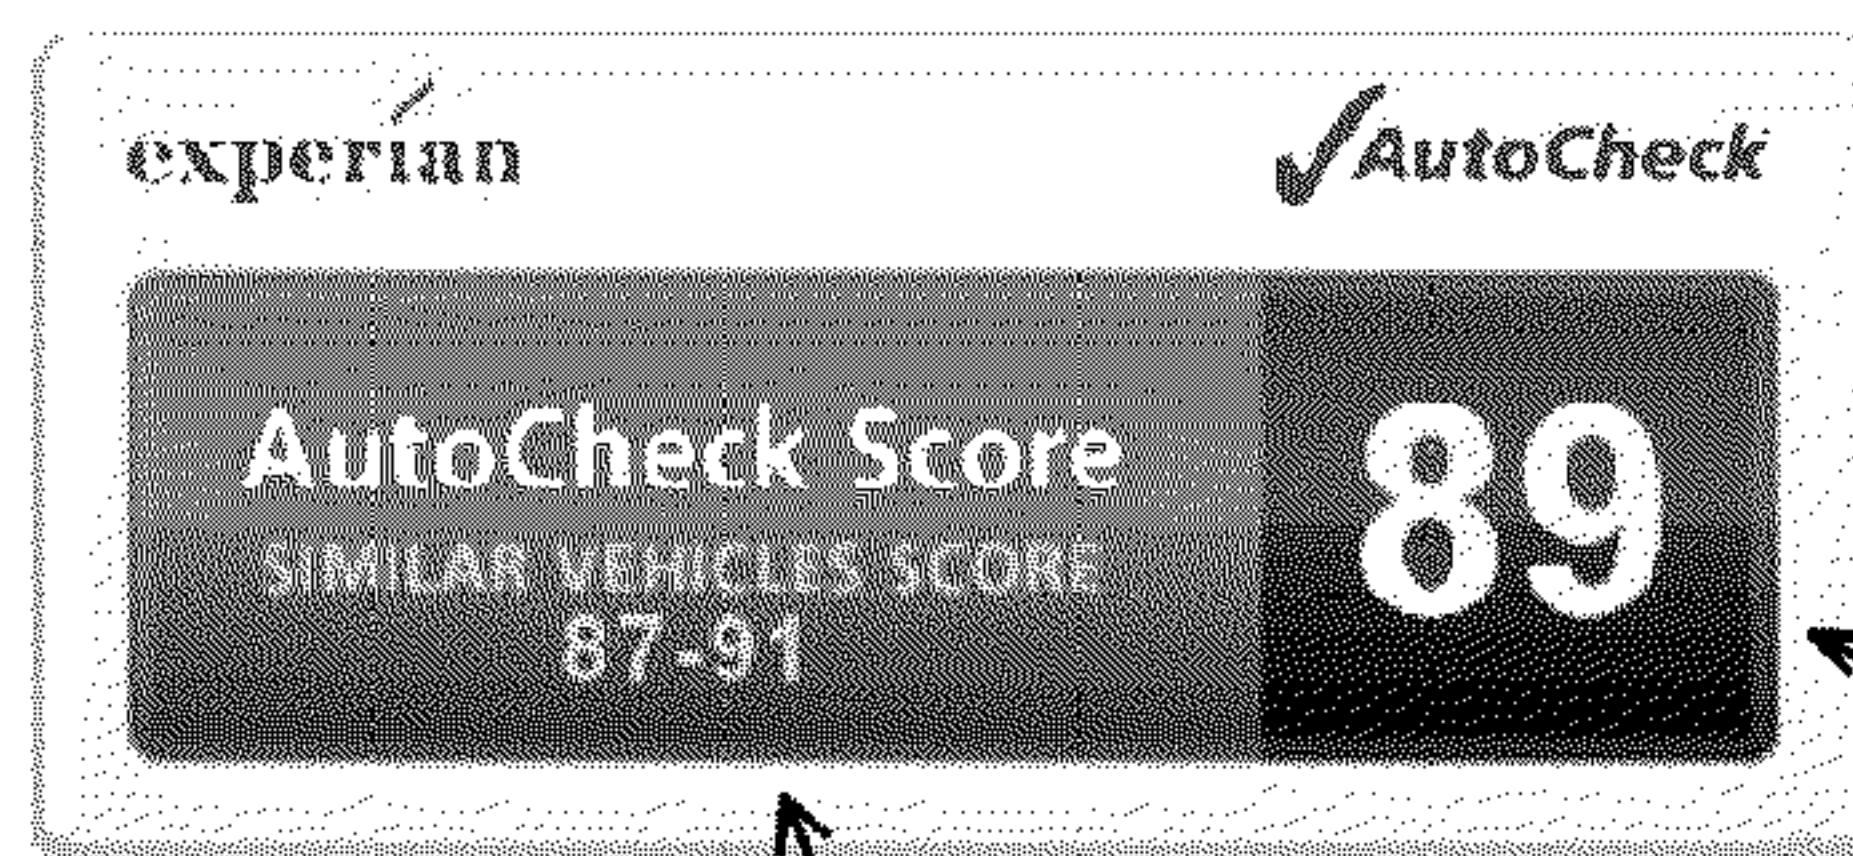 experian
AutoCheck
AutoCheck Score
89
SIMILAR VEHICLES SCORE
87-91